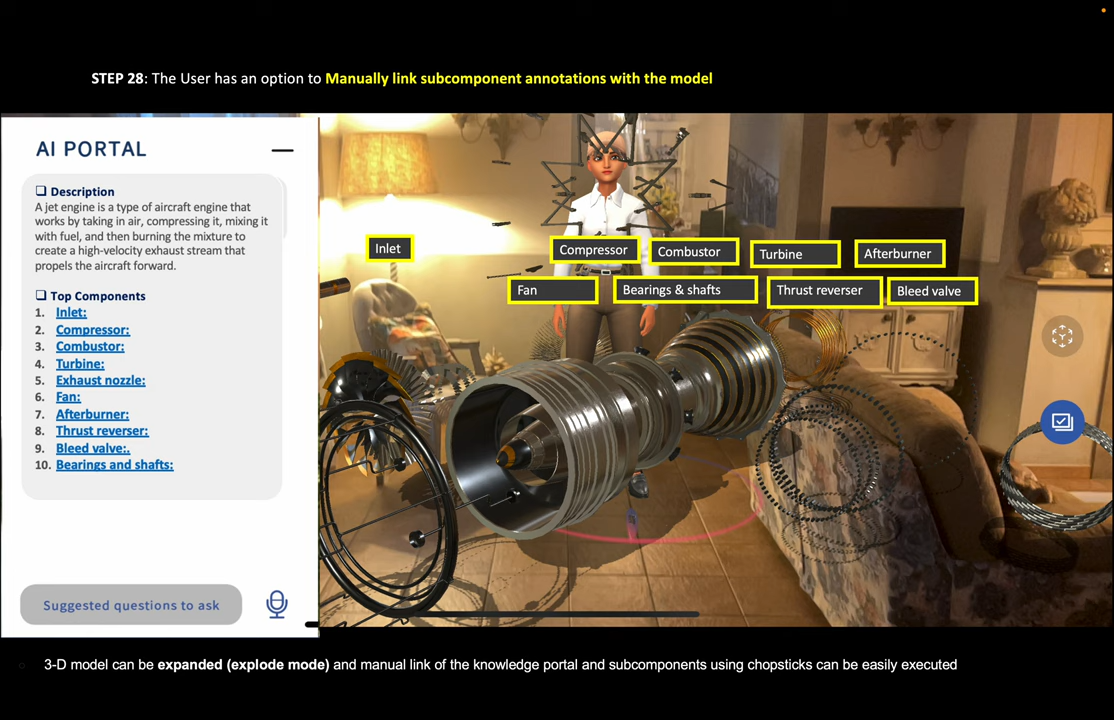 STEP 28: The User has an option to Manually link subcomponent annotations with the model
AI PORTAL
❑ Description
A jet engine is a type of aircraft engine that
works by taking in air, compressing it, mixing it
with fuel, and then burning the mixture to
create a high-velocity exhaust stream that
propels the aircraft forward.
❑ Top Components
1. Inlet:
2. Compressor:
3. Combustor:
4. Turbine:
5. Exhaust nozzle:
6. Fan:
7. Afterburner:
8. Thrust reverser:
9. Bleed valve:.
10. Bearings and shafts:
Suggested questions to ask
Inlet
Compressor
Combustor
Turbine
Afterburner
Fan
Bearings & shafts
Thrust reverser
Bleed valve
○ 3-D model can be expanded (explode mode) and manual link of the knowledge portal and subcomponents using chopsticks can be easily executed